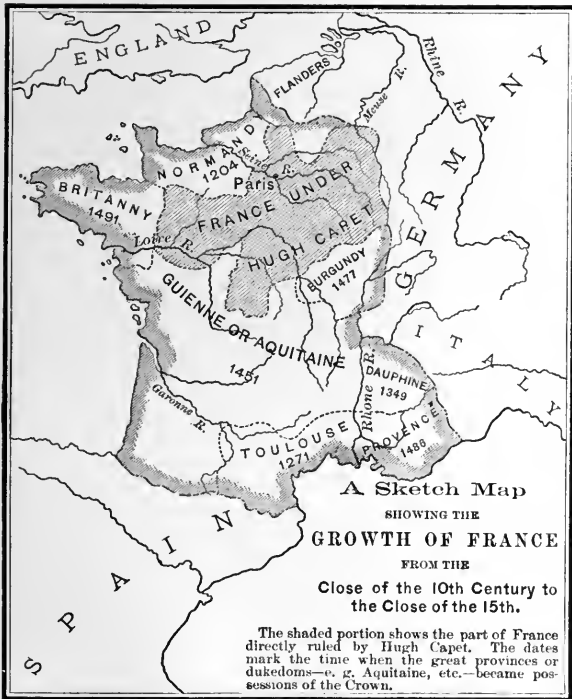 ENGLAND
FLANDERS
Meuse R.
Rhine R.
GERMANY
NORMAND
1204
Seine R.
Paris
BRITANNY
1491
FRANCE UNDER
HUGH CAPET
Loire R.
BURGUNDY
1477
GUIENNE OR AQUITAINE
1451
ITALY
Garonne R.
Rhone R.
DAUPHINE
1349
TOULOUSE
1271
PROVENCE
1486
SPAIN
A Sketch Map
SHOWING THE
GROWTH OF FRANCE
FROM THE
Close of the 10th Century to
the Close of the 15th.
The shaded portion shows the part of France
directly ruled by Hugh Capet. The dates
mark the time when the great provinces or
dukedoms—e. g. Aquitaine, etc.—became pos-
sessions of the Crown.